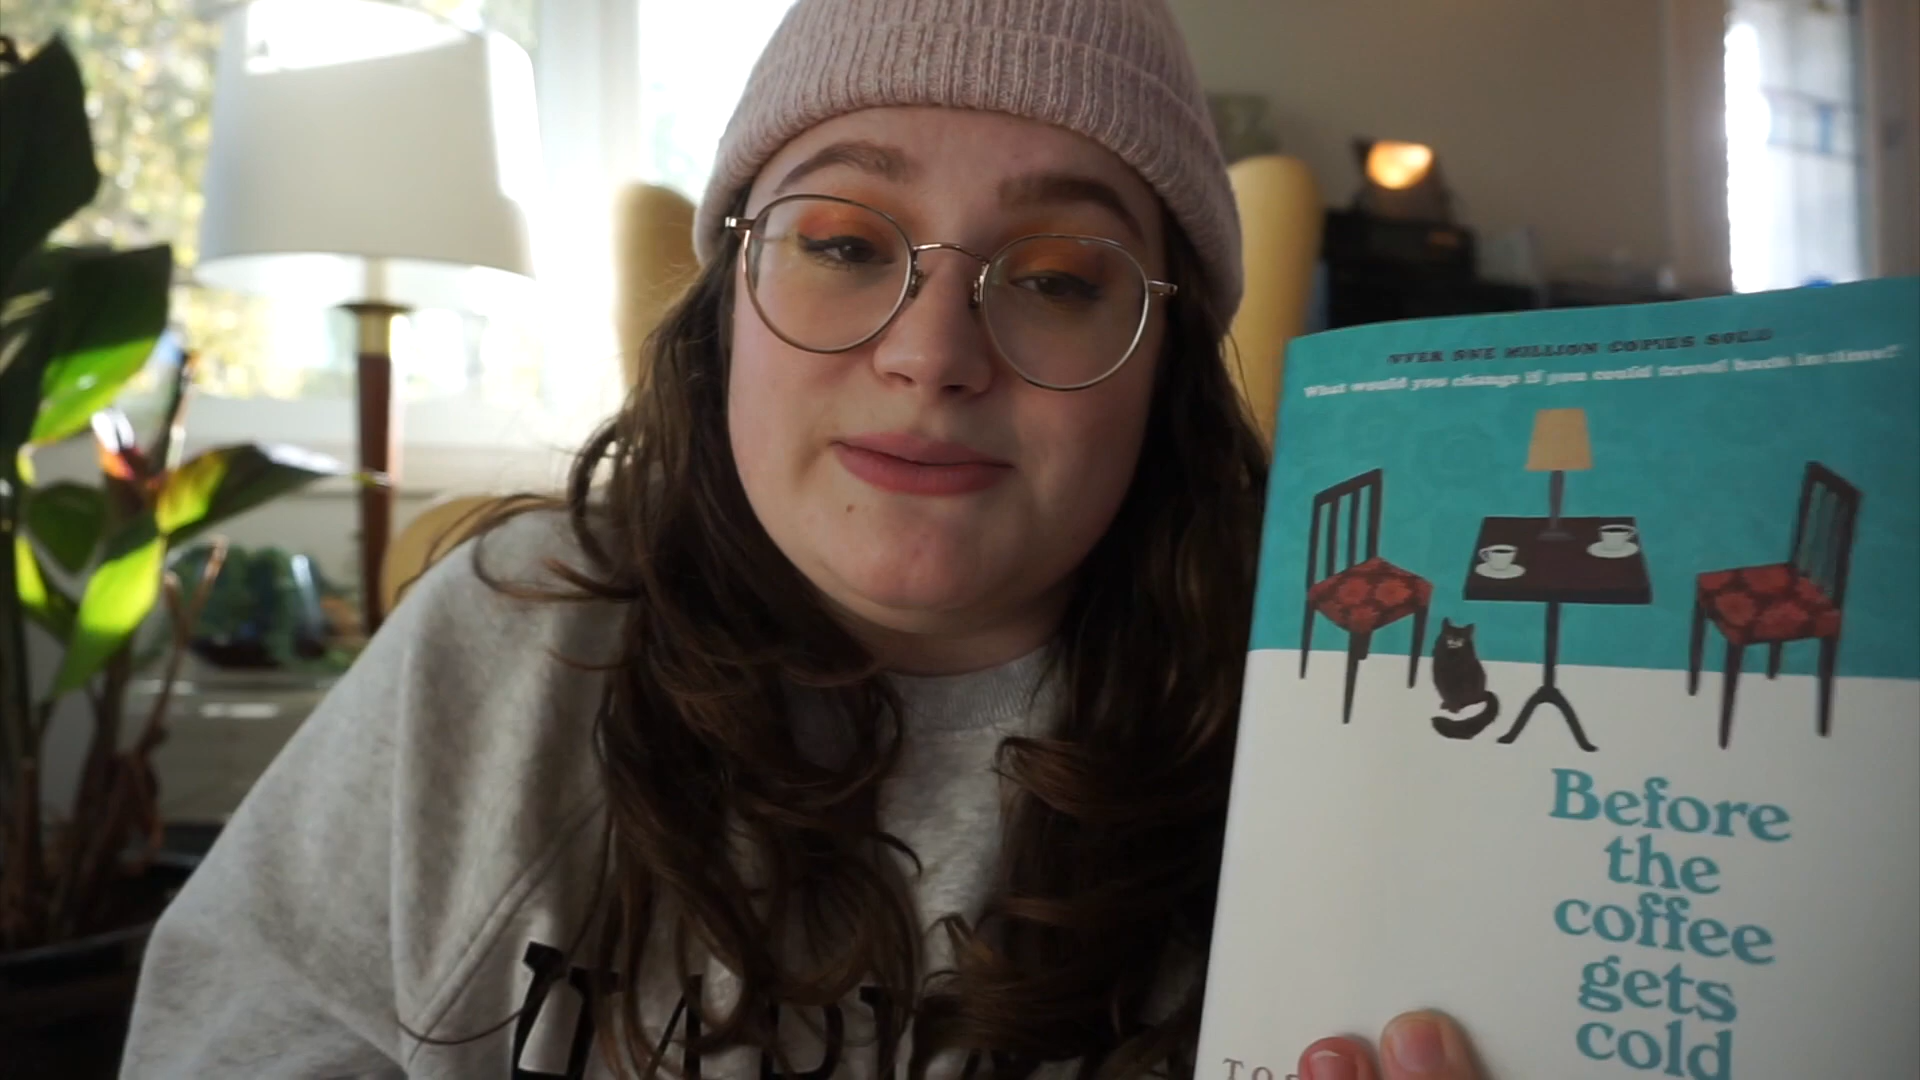 OVER ONE MILLION COPIES SOLD
What would you change if you could travel back in time?
Before
the
coffee
gets
cold
TOS